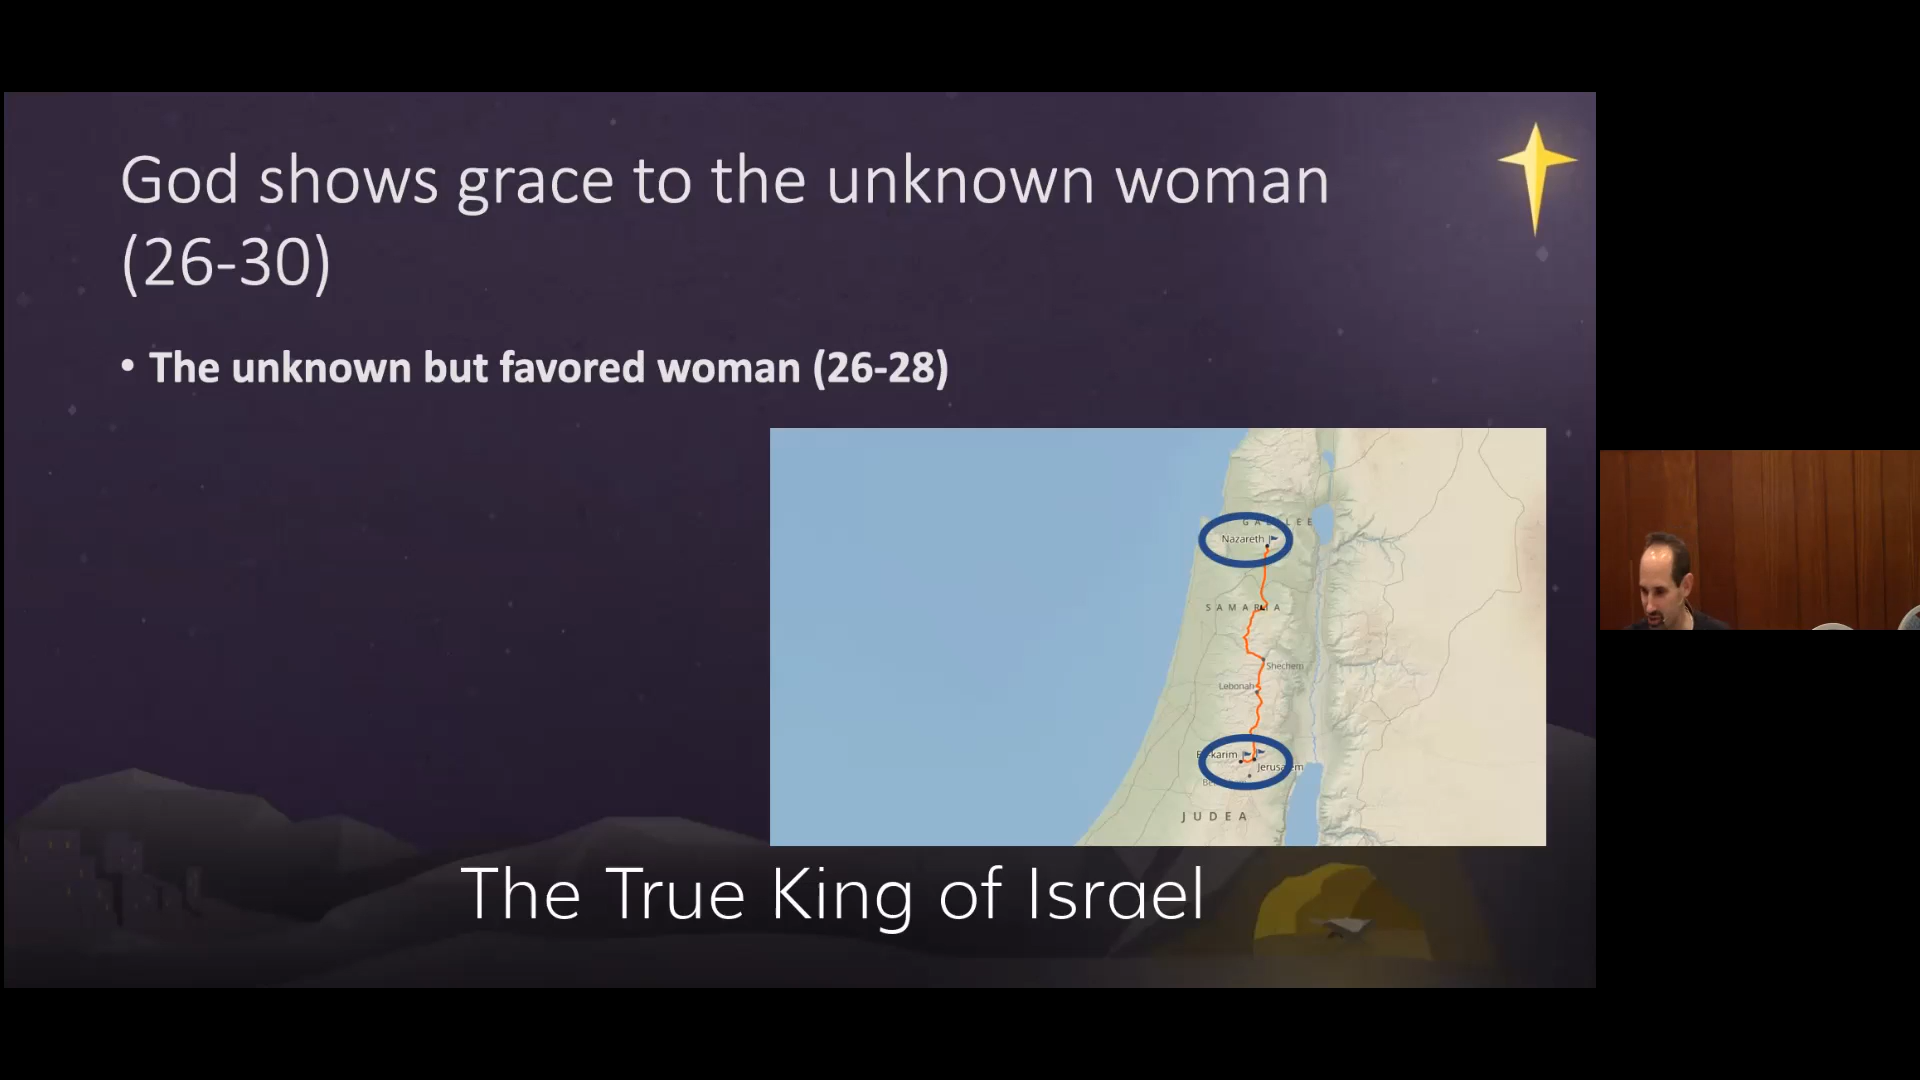 God shows grace to the unknown woman
(26-30)
• The unknown but favored woman (26-28)
Nazareth
Shechem
Lebonah
JUDEA
The True King of Israel